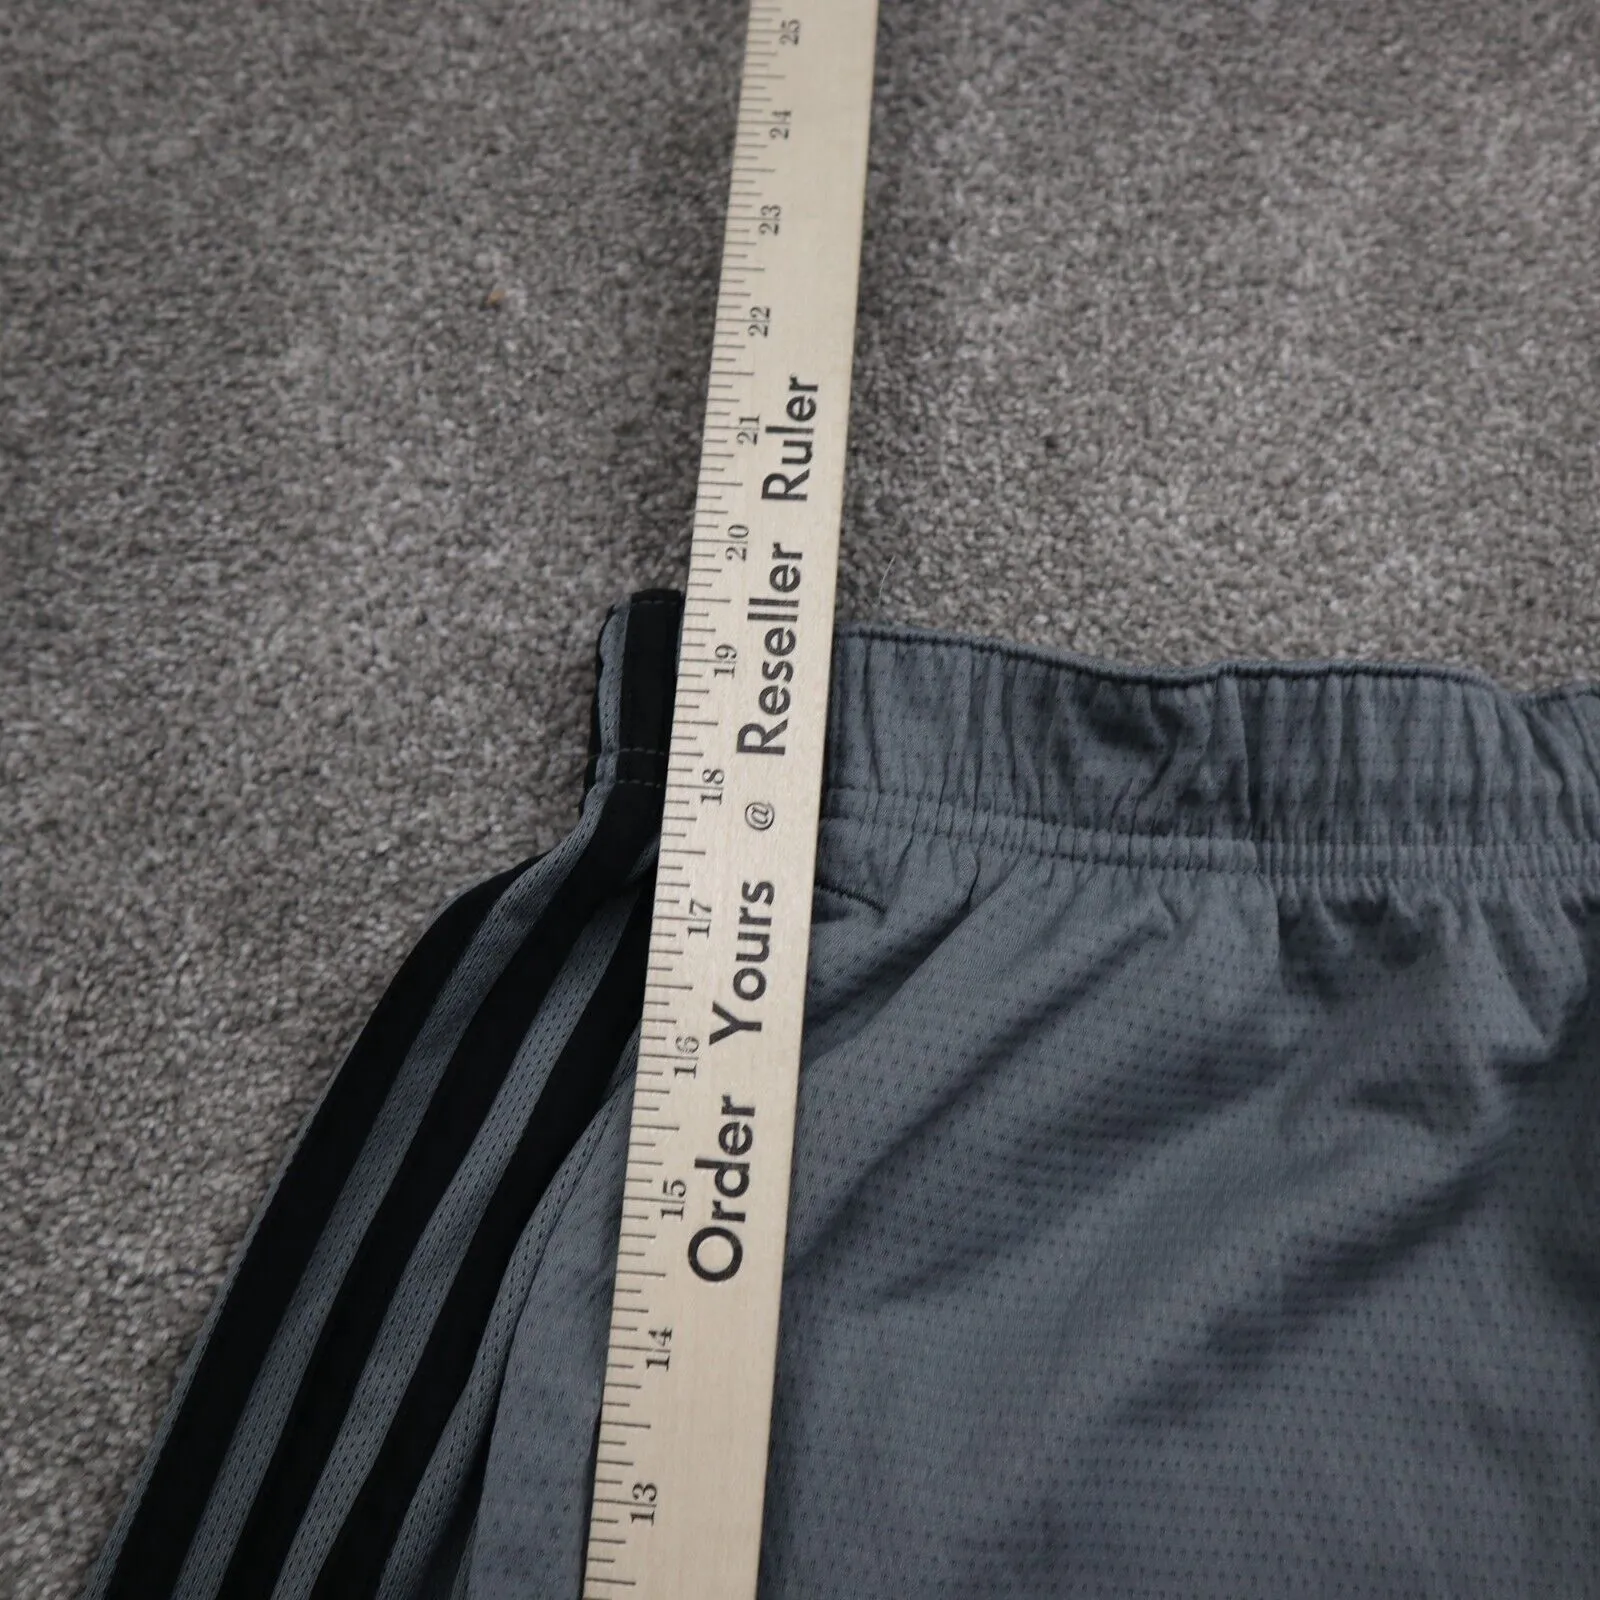 Order Yours @ Reseller Ruler
13 14 15 16 17 18 19 20 21 22 23 24 25